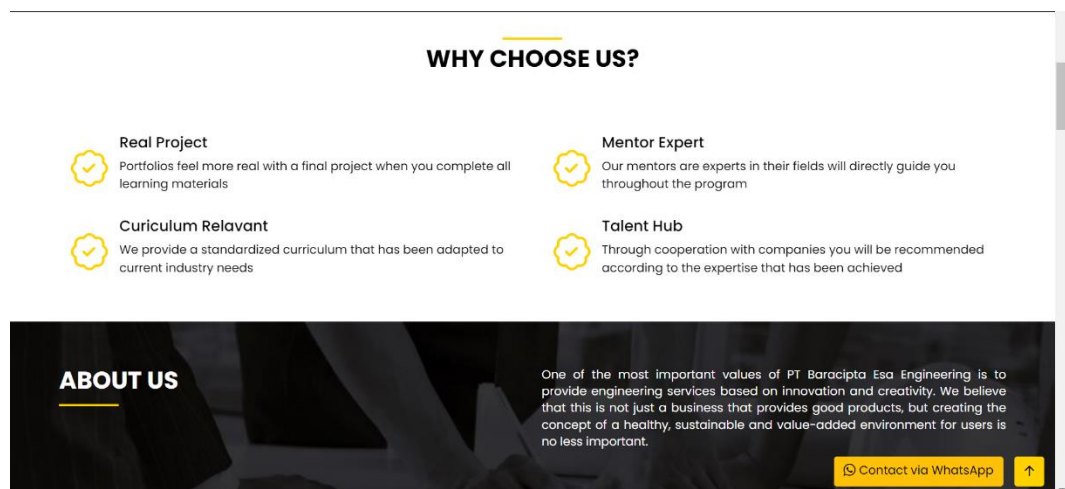 WHY CHOOSE US?
Real Project
Portfolios feel more real with a final project when you complete all
learning materials
Mentor Expert
Our mentors are experts in their fields will directly guide you
throughout the program
Curiculum Relavant
We provide a standardized curriculum that has been adapted to
current industry needs
Talent Hub
Through cooperation with companies you will be recommended
according to the expertise that has been achieved
ABOUT US
One of the most important values of PT Baracipta Esa Engineering is to
provide engineering services based on innovation and creativity. We believe
that this is not just a business that provides good products, but creating the
concept of a healthy, sustainable and value-added environment for users is
no less important.
Contact via WhatsApp